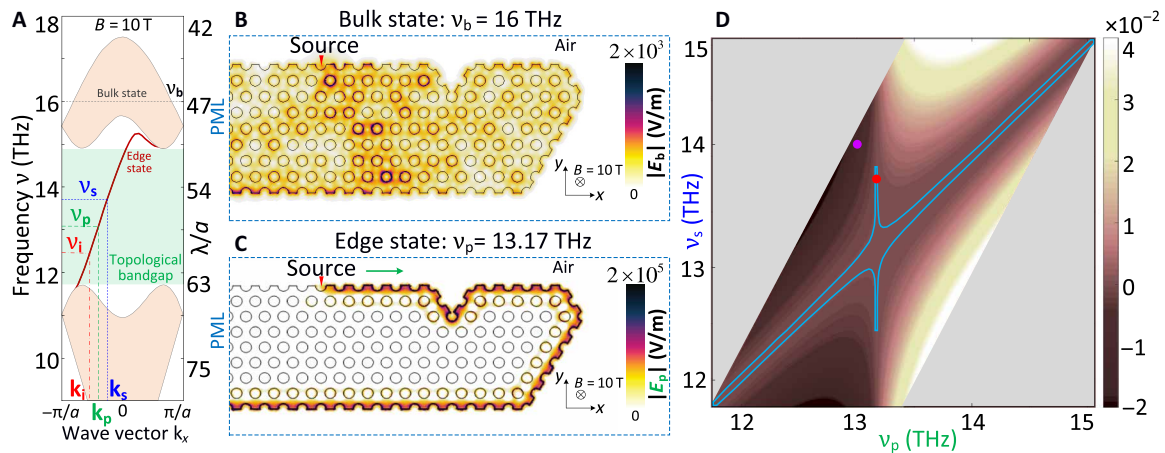 A
B = 10 T
42
18
ν_b
Bulk state
16
47
Edge state
14
ν_s
54
ν_p
ν_i
Topological bandgap
12
63
10
75
k_i
k_s
k_p
−π/a
0
π/a
Frequency ν (THz)
λ/a
Wave vector k_x
B
Bulk state: ν_b = 16 THz
Source
Air
2×10³
PML
y
B = 10 T
⊗
x
|E_b| (V/m)
0
C
Edge state: ν_p = 13.17 THz
Source
Air
2×10⁵
PML
y
B = 10 T
⊗
x
|E_p| (V/m)
0
D
×10⁻²
15
14
13
12
ν_s (THz)
12
13
14
15
ν_p (THz)
4
3
2
1
0
−1
−2